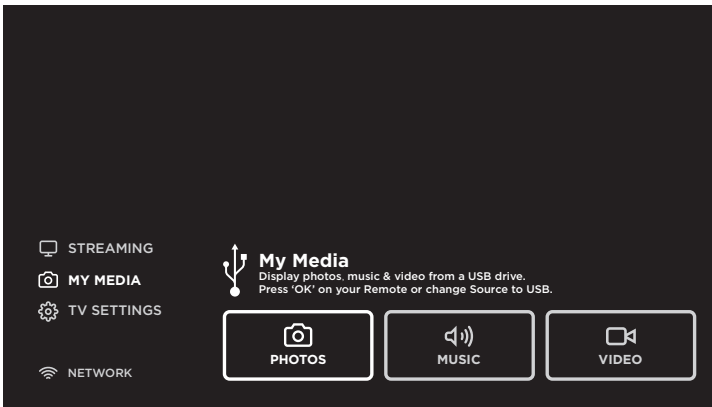 STREAMING
MY MEDIA
TV SETTINGS
NETWORK
My Media
Display photos, music & video from a USB drive.
Press ‘OK’ on your Remote or change Source to USB.
PHOTOS
MUSIC
VIDEO